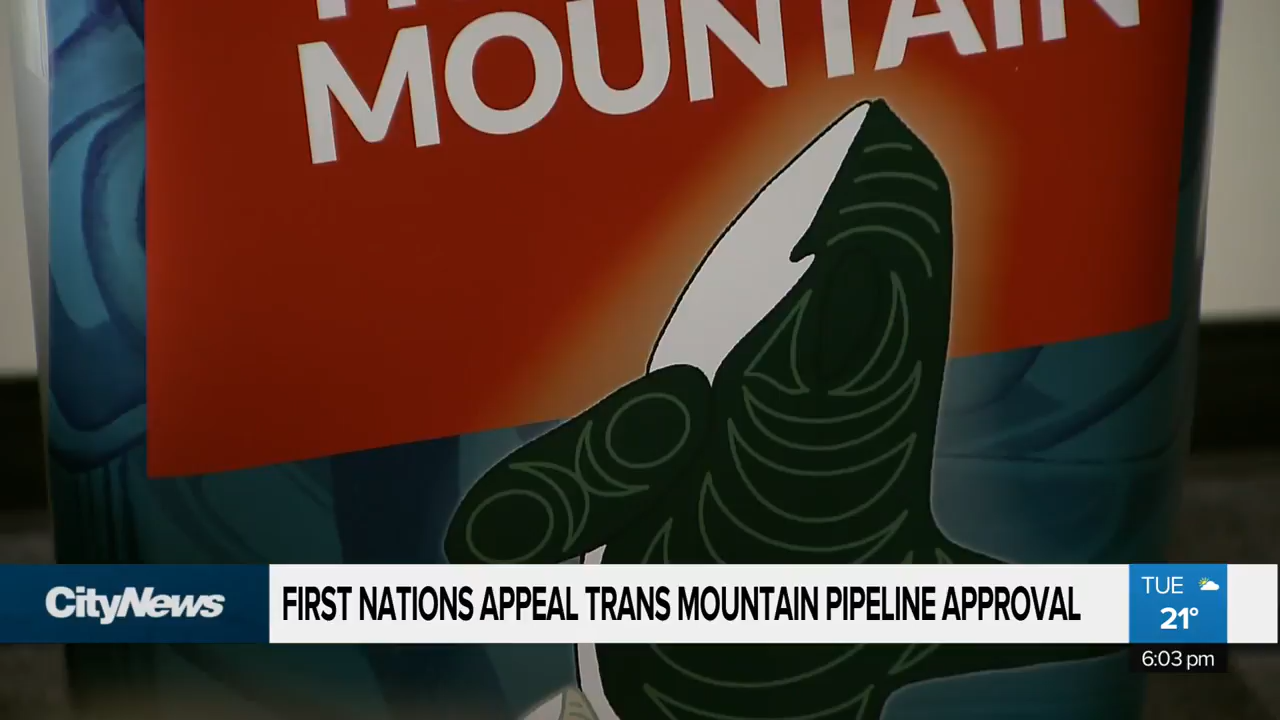 MOUNTAIN
CityNews
FIRST NATIONS APPEAL TRANS MOUNTAIN PIPELINE APPROVAL
TUE
21°
6:03 pm